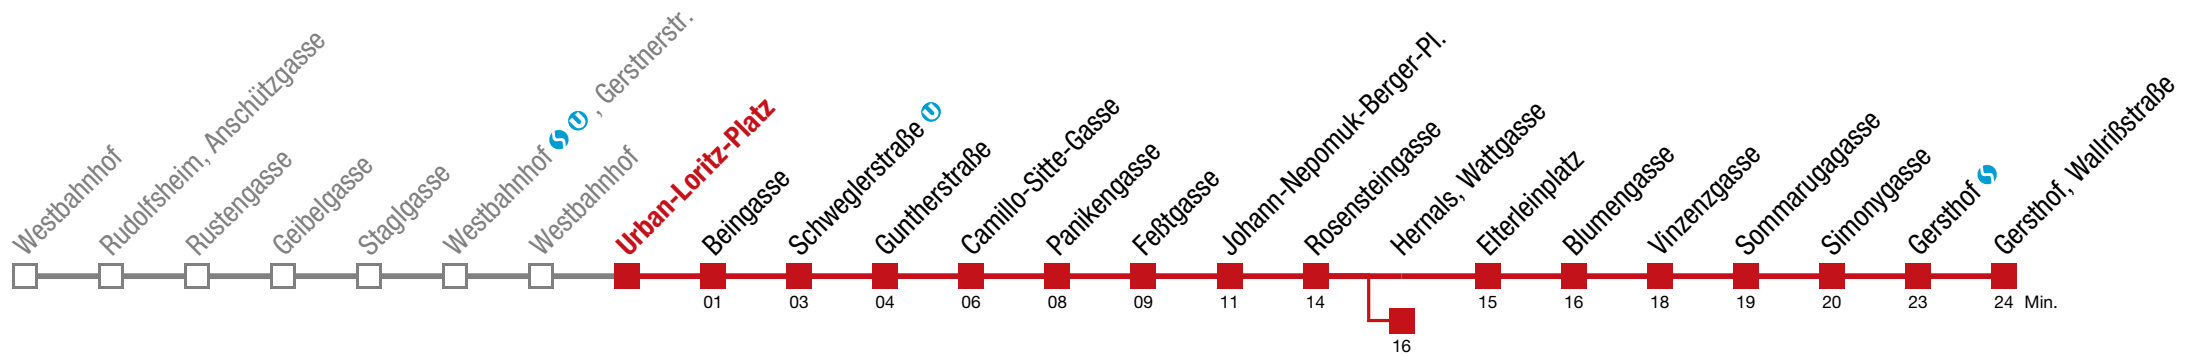 Westbahnhof
Rudolfsheim, Anschützgasse
Rustengasse
Geibelgasse
Staglgasse
Westbahnhof S U , Gerstnerstr.
Westbahnhof
Urban-Loritz-Platz
Beingasse
Schweglerstraße U
Guntherstraße
Camillo-Sitte-Gasse
Panikengasse
Feßtgasse
Johann-Nepomuk-Berger-Pl.
Rosensteingasse
Hernals, Wattgasse
Elterleinplatz
Blumengasse
Vinzenzgasse
Sommarugagasse
Simonygasse
Gersthof S
Gersthof, Wallrißstraße
01 03 04 06 08 09 11 14 15 16 18 19 20 23 24 Min.
16